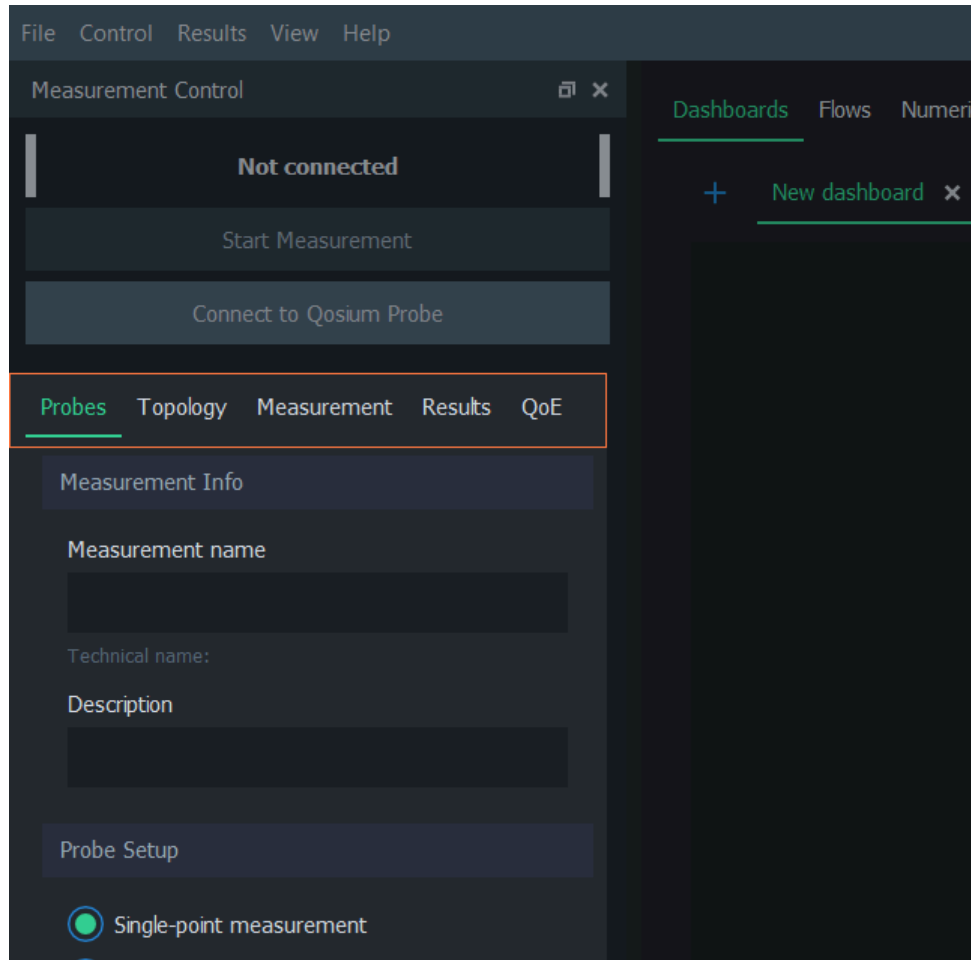 File Control Results View Help
Measurement Control
Dashboards Flows Numeri
Not connected
New dashboard
Start Measurement
Connect to Qosium Probe
Probes Topology Measurement Results QoE
Measurement Info
Measurement name
Technical name:
Description
Probe Setup
Single-point measurement